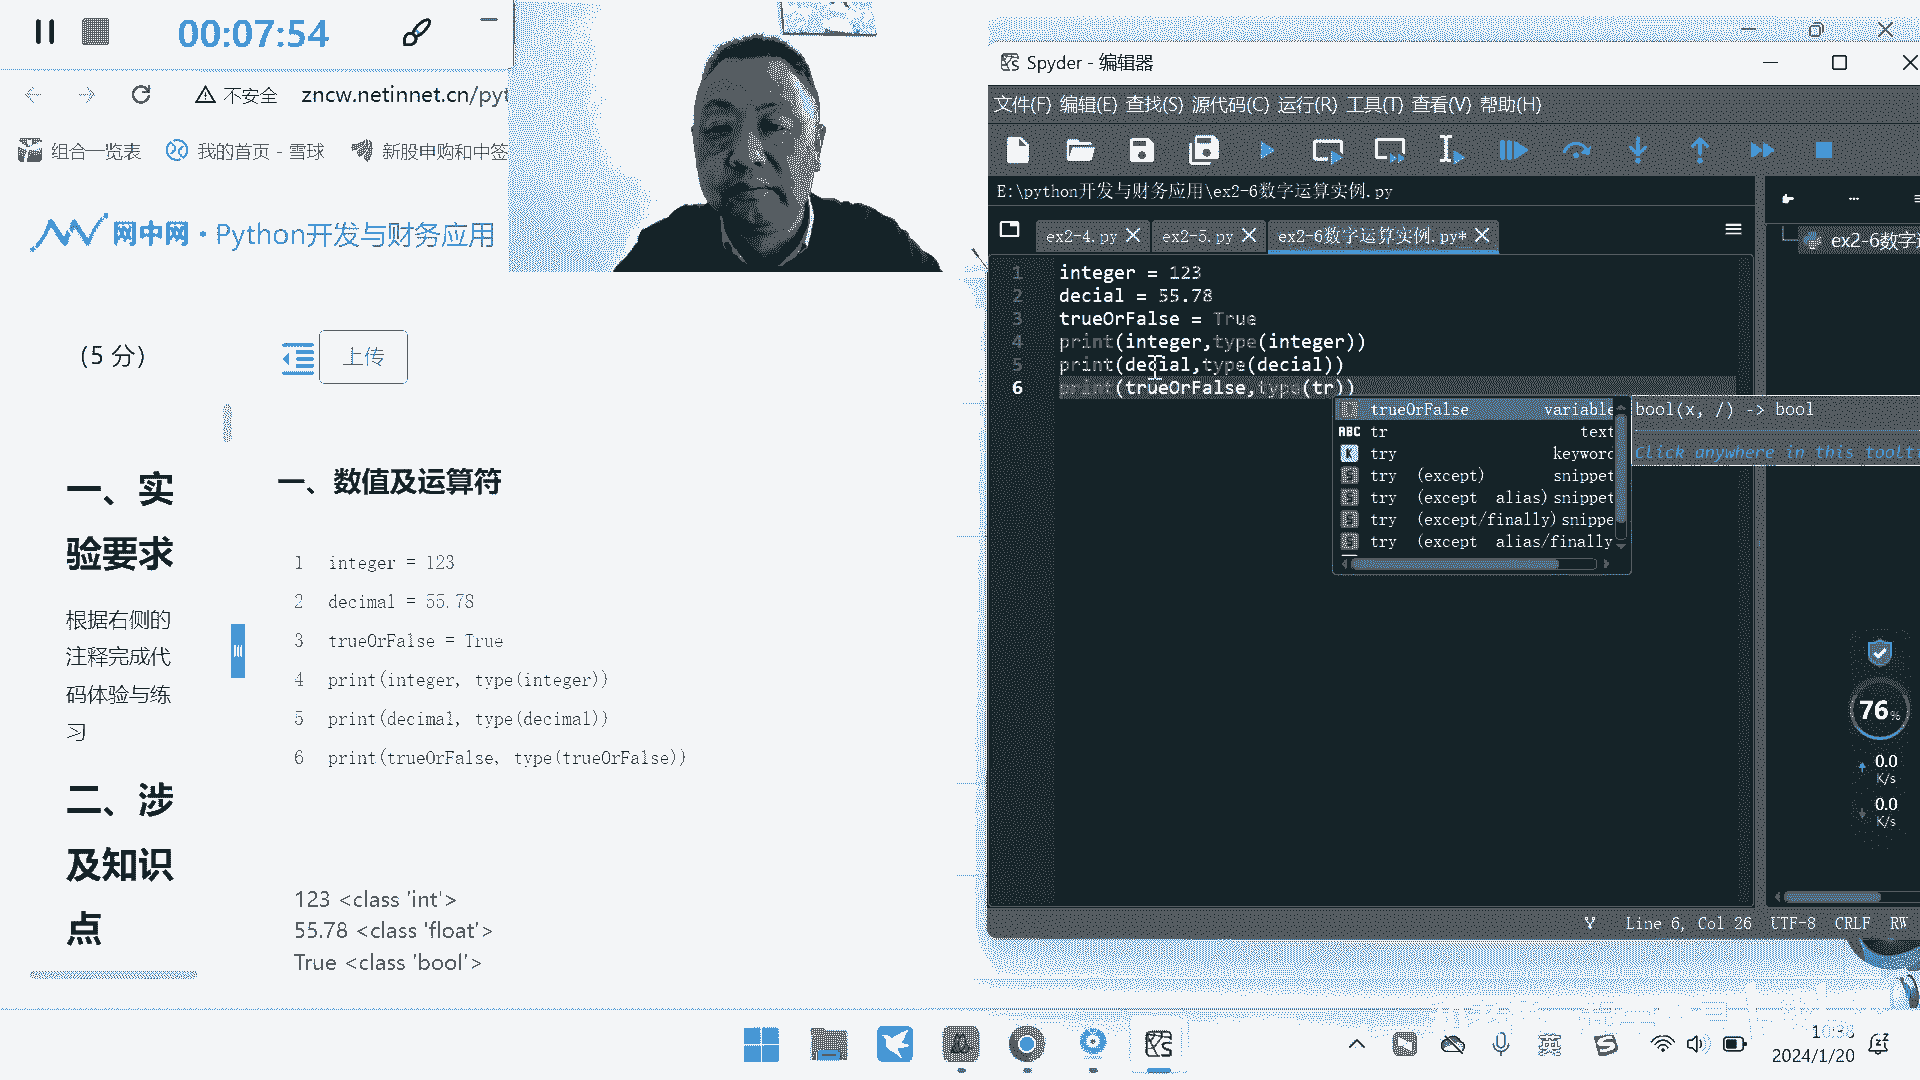 00:07:54
不安全 zncw.netinnet.cn/pyt
组合一览表 我的首页 - 雪球 新股申购和中签
网中网 · Python开发与财务应用
(5 分)
上传
一、实
验要求
根据右侧的
注释完成代
码体验与练
习
二、涉
及知识
点
一、数值及运算符
1 integer = 123
2 decimal = 55.78
3 trueOrFalse = True
4 print(integer, type(integer))
5 print(decimal, type(decimal))
6 print(trueOrFalse, type(trueOrFalse))
123 <class 'int'>
55.78 <class 'float'>
True <class 'bool'>
Spyder - 编辑器
文件(F) 编辑(E) 查找(S) 源代码(C) 运行(R) 工具(T) 查看(V) 帮助(H)
E:\python开发与财务应用\ex2-6数字运算实例.py
ex2-4.py ex2-5.py ex2-6数字运算实例.py*
1 integer = 123
2 decial = 55.78
3 trueOrFalse = True
4 print(integer,type(integer))
5 print(decial,type(decial))
6 print(trueOrFalse,type(tr))
trueOrFalse variable
ABC tr text
try keyword
try (except) snippet
try (except alias) snippet
try (except/finally) snippe
try (except alias/finally
bool(x, /) -> bool
Click anywhere in this toolti
ex2-6数字
76%
0.0
K/s
0.0
K/s
Line 6, Col 26 UTF-8 CRLF RW
英
10:38
2024/1/20